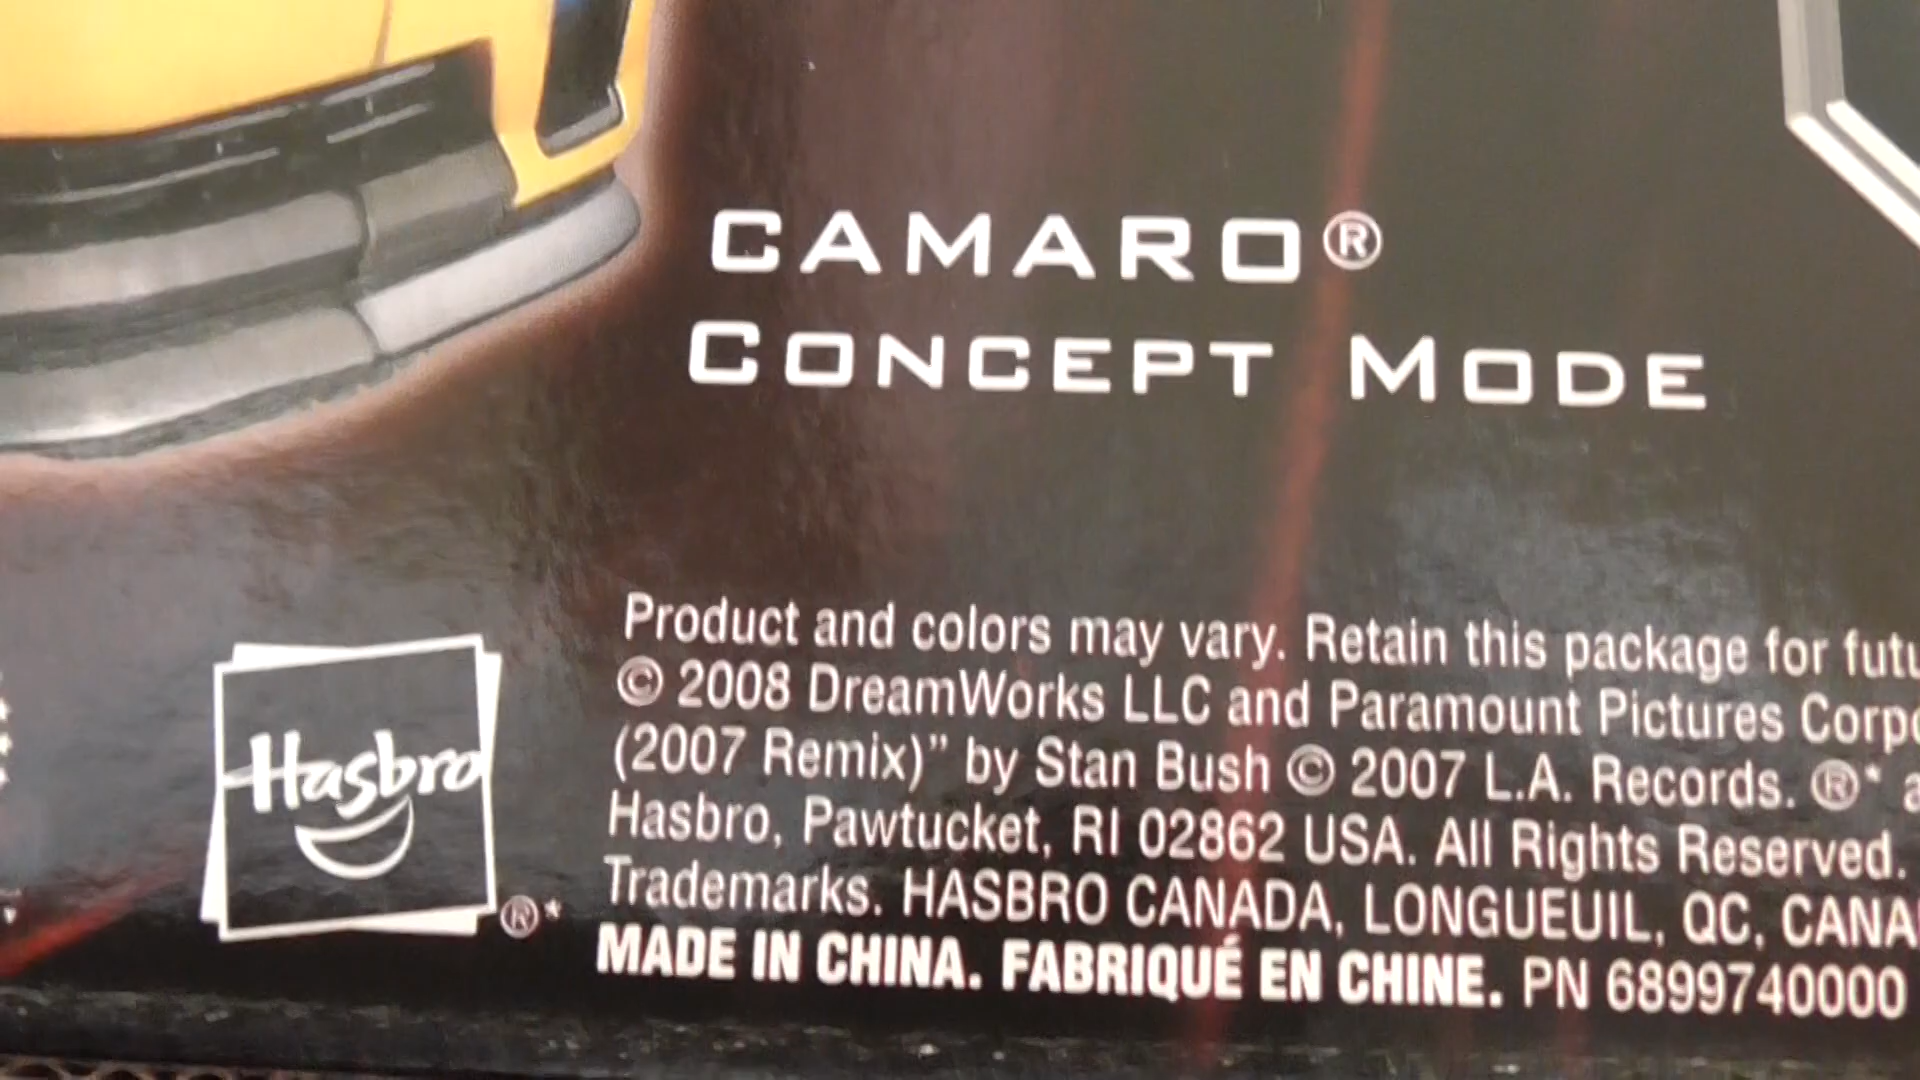 CAMARO®
CONCEPT MODE
Product and colors may vary. Retain this package for futu
© 2008 DreamWorks LLC and Paramount Pictures Corpo
(2007 Remix)” by Stan Bush © 2007 L.A. Records. ®* a
Hasbro, Pawtucket, RI 02862 USA. All Rights Reserved.
Trademarks. HASBRO CANADA, LONGUEUIL, QC, CANA
MADE IN CHINA. FABRIQUÉ EN CHINE. PN 6899740000
Hasbro
®*